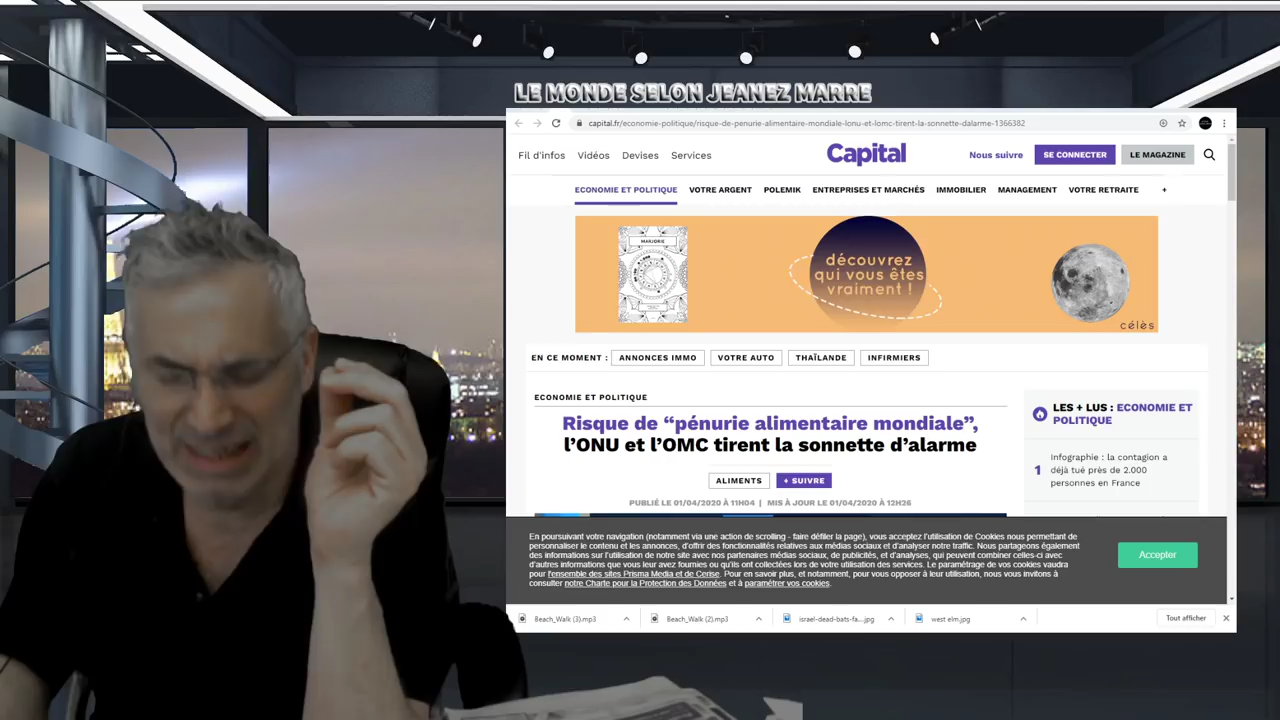 LE MONDE SELON JEANEZ MARRE
capital.fr/economie-politique/risque-de-penurie-alimentaire-mondiale-lonu-et-lomc-tirent-la-sonnette-dalarme-1366382
Fil d'infos Vidéos Devises Services
Capital
Nous suivre SE CONNECTER LE MAGAZINE
ECONOMIE ET POLITIQUE VOTRE ARGENT POLEMIK ENTREPRISES ET MARCHÉS IMMOBILIER MANAGEMENT VOTRE RETRAITE +
MARJORIE
découvrez
qui vous êtes
vraiment !
célès
EN CE MOMENT : ANNONCES IMMO VOTRE AUTO THAÏLANDE INFIRMIERS
ECONOMIE ET POLITIQUE
Risque de “pénurie alimentaire mondiale”,
l’ONU et l’OMC tirent la sonnette d’alarme
ALIMENTS + SUIVRE
PUBLIÉ LE 01/04/2020 À 11H04 | MIS À JOUR LE 01/04/2020 À 12H26
LES + LUS : ECONOMIE ET
POLITIQUE
1 Infographie : la contagion a
déjà tué près de 2.000
personnes en France
En poursuivant votre navigation (notamment via une action de scrolling - faire défiler la page), vous acceptez l'utilisation de Cookies nous permettant de
personnaliser le contenu et les annonces, d'offrir des fonctionnalités relatives aux médias sociaux et d'analyser notre trafic. Nous partageons également
des informations sur l'utilisation de notre site avec nos partenaires médias sociaux, de publicités, et d'analyses, qui peuvent combiner celles-ci avec
d'autres informations que vous leur avez fournies ou qu'ils ont collectées lors de votre utilisation des services. Le paramétrage de vos cookies vaudra
pour l'ensemble des sites Prisma Media et de Cerise. Pour en savoir plus, et notamment, pour vous opposer à leur utilisation, nous vous invitons à
consulter notre Charte pour la Protection des Données et à paramétrer vos cookies.
Accepter
Beach_Walk (3).mp3 Beach_Walk (2).mp3 israel-dead-bats-fa....jpg west elm.jpg Tout afficher